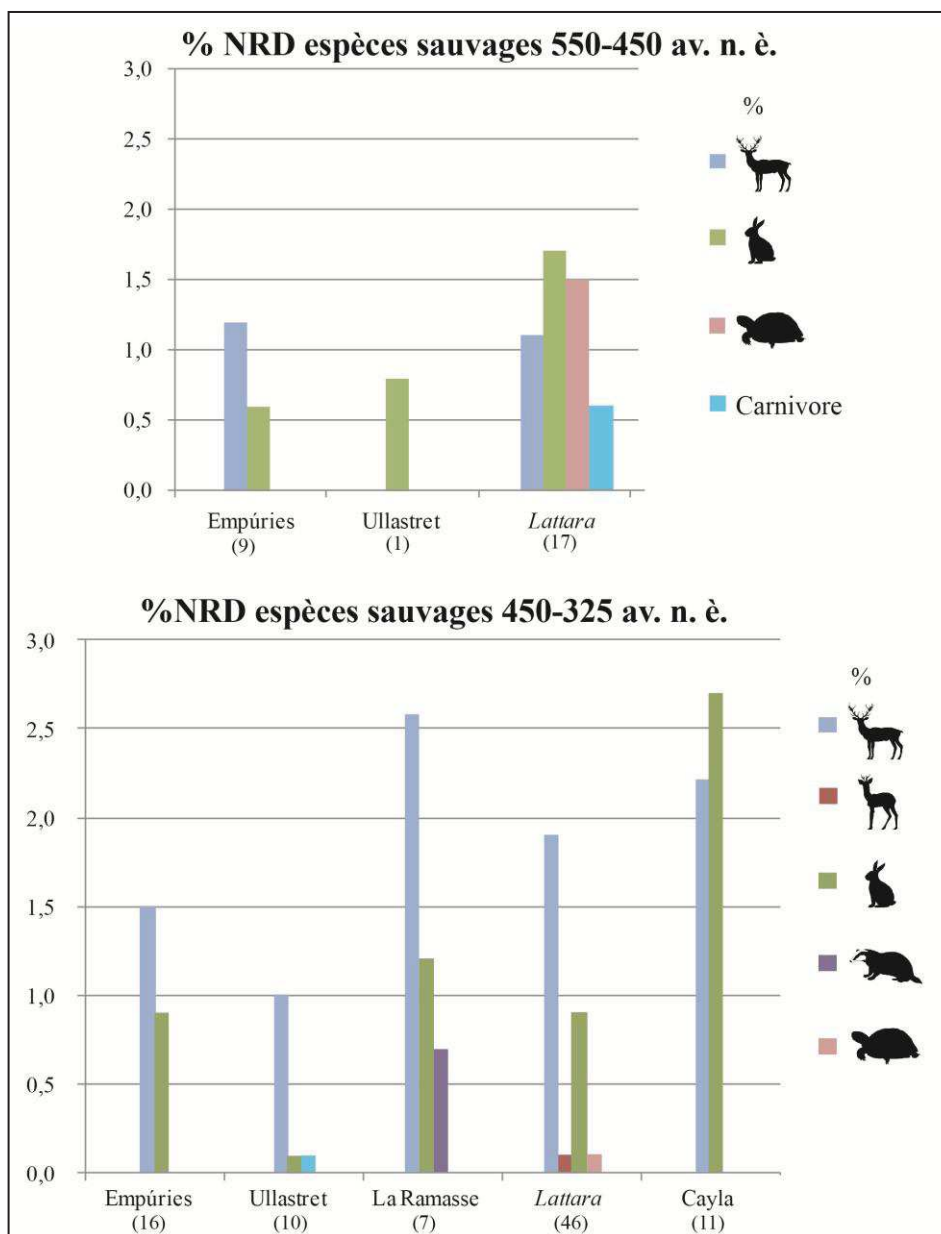 % NRD espèces sauvages 550-450 av. n. è.
3,0
2,5
2,0
1,5
1,0
0,5
0,0
Empúries
(9)
Ullastret
(1)
Lattara
(17)
%
Carnivore
%NRD espèces sauvages 450-325 av. n. è.
3,0
2,5
2,0
1,5
1,0
0,5
0,0
Empúries
(16)
Ullastret
(10)
La Ramasse
(7)
Lattara
(46)
Cayla
(11)
%